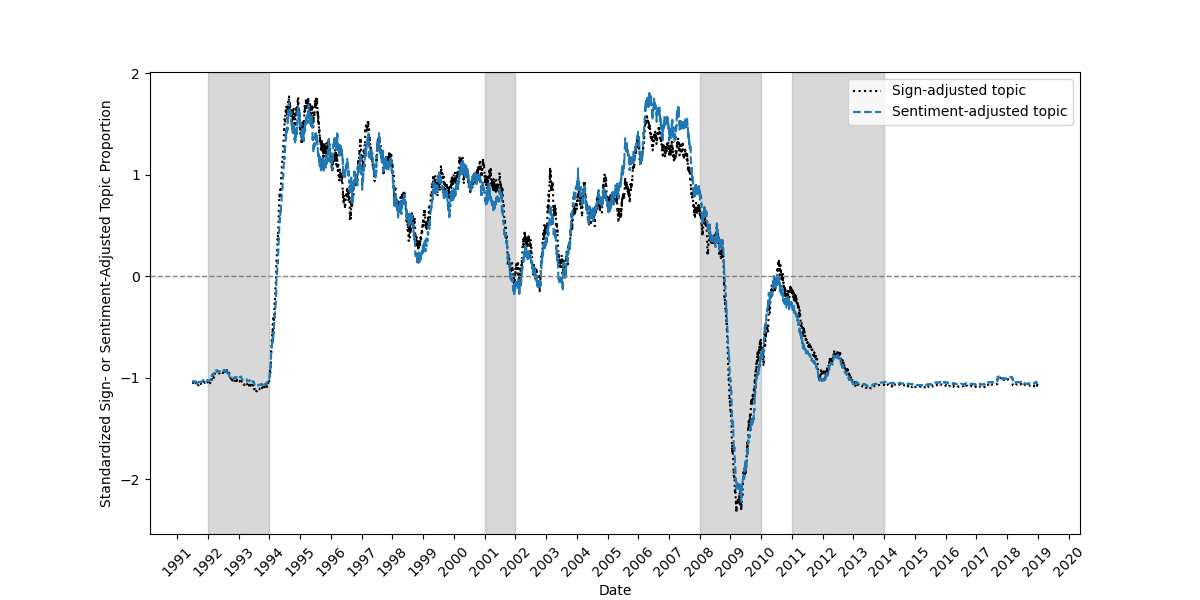 Standardized Sign- or Sentiment-Adjusted Topic Proportion
2
1
0
−1
−2
Sign-adjusted topic
Sentiment-adjusted topic
1991 1992 1993 1994 1995 1996 1997 1998 1999 2000 2001 2002 2003 2004 2005 2006 2007 2008 2009 2010 2011 2012 2013 2014 2015 2016 2017 2018 2019 2020
Date